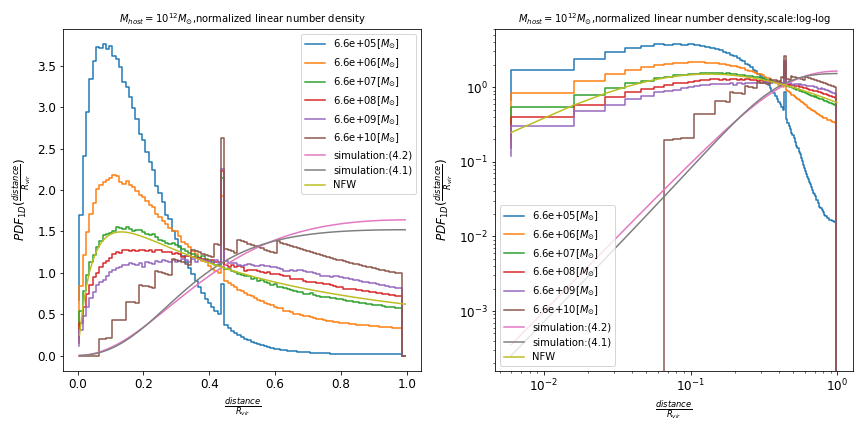 M_host = 10^12 M_⊙,normalized linear number density
PDF_1D(distance/R_vir)
3.5
3.0
2.5
2.0
1.5
1.0
0.5
0.0
6.6e+05[M_⊙]
6.6e+06[M_⊙]
6.6e+07[M_⊙]
6.6e+08[M_⊙]
6.6e+09[M_⊙]
6.6e+10[M_⊙]
simulation:(4.2)
simulation:(4.1)
NFW
0.0 0.2 0.4 0.6 0.8 1.0
distance/R_vir
M_host = 10^12 M_⊙,normalized linear number density,scale:log-log
PDF_1D(distance/R_vir)
10^0
10^−1
10^−2
10^−3
6.6e+05[M_⊙]
6.6e+06[M_⊙]
6.6e+07[M_⊙]
6.6e+08[M_⊙]
6.6e+09[M_⊙]
6.6e+10[M_⊙]
simulation:(4.2)
simulation:(4.1)
NFW
10^−2 10^−1 10^0
distance/R_vir